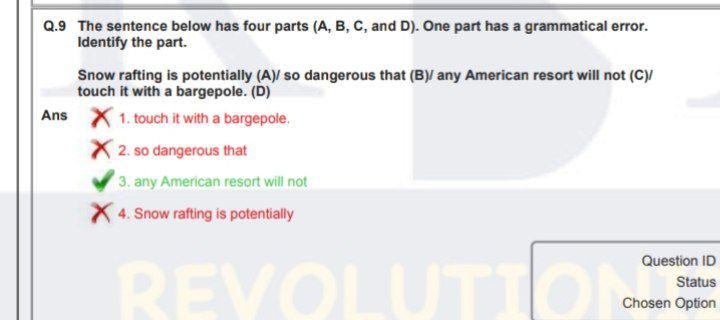 Q.9 The sentence below has four parts (A, B, C, and D). One part has a grammatical error.
Identify the part.
Snow rafting is potentially (A)/ so dangerous that (B)/ any American resort will not (C)/
touch it with a bargepole. (D)
Ans 1. touch it with a bargepole.
2. so dangerous that
3. any American resort will not
4. Snow rafting is potentially
Question ID
Status
Chosen Option